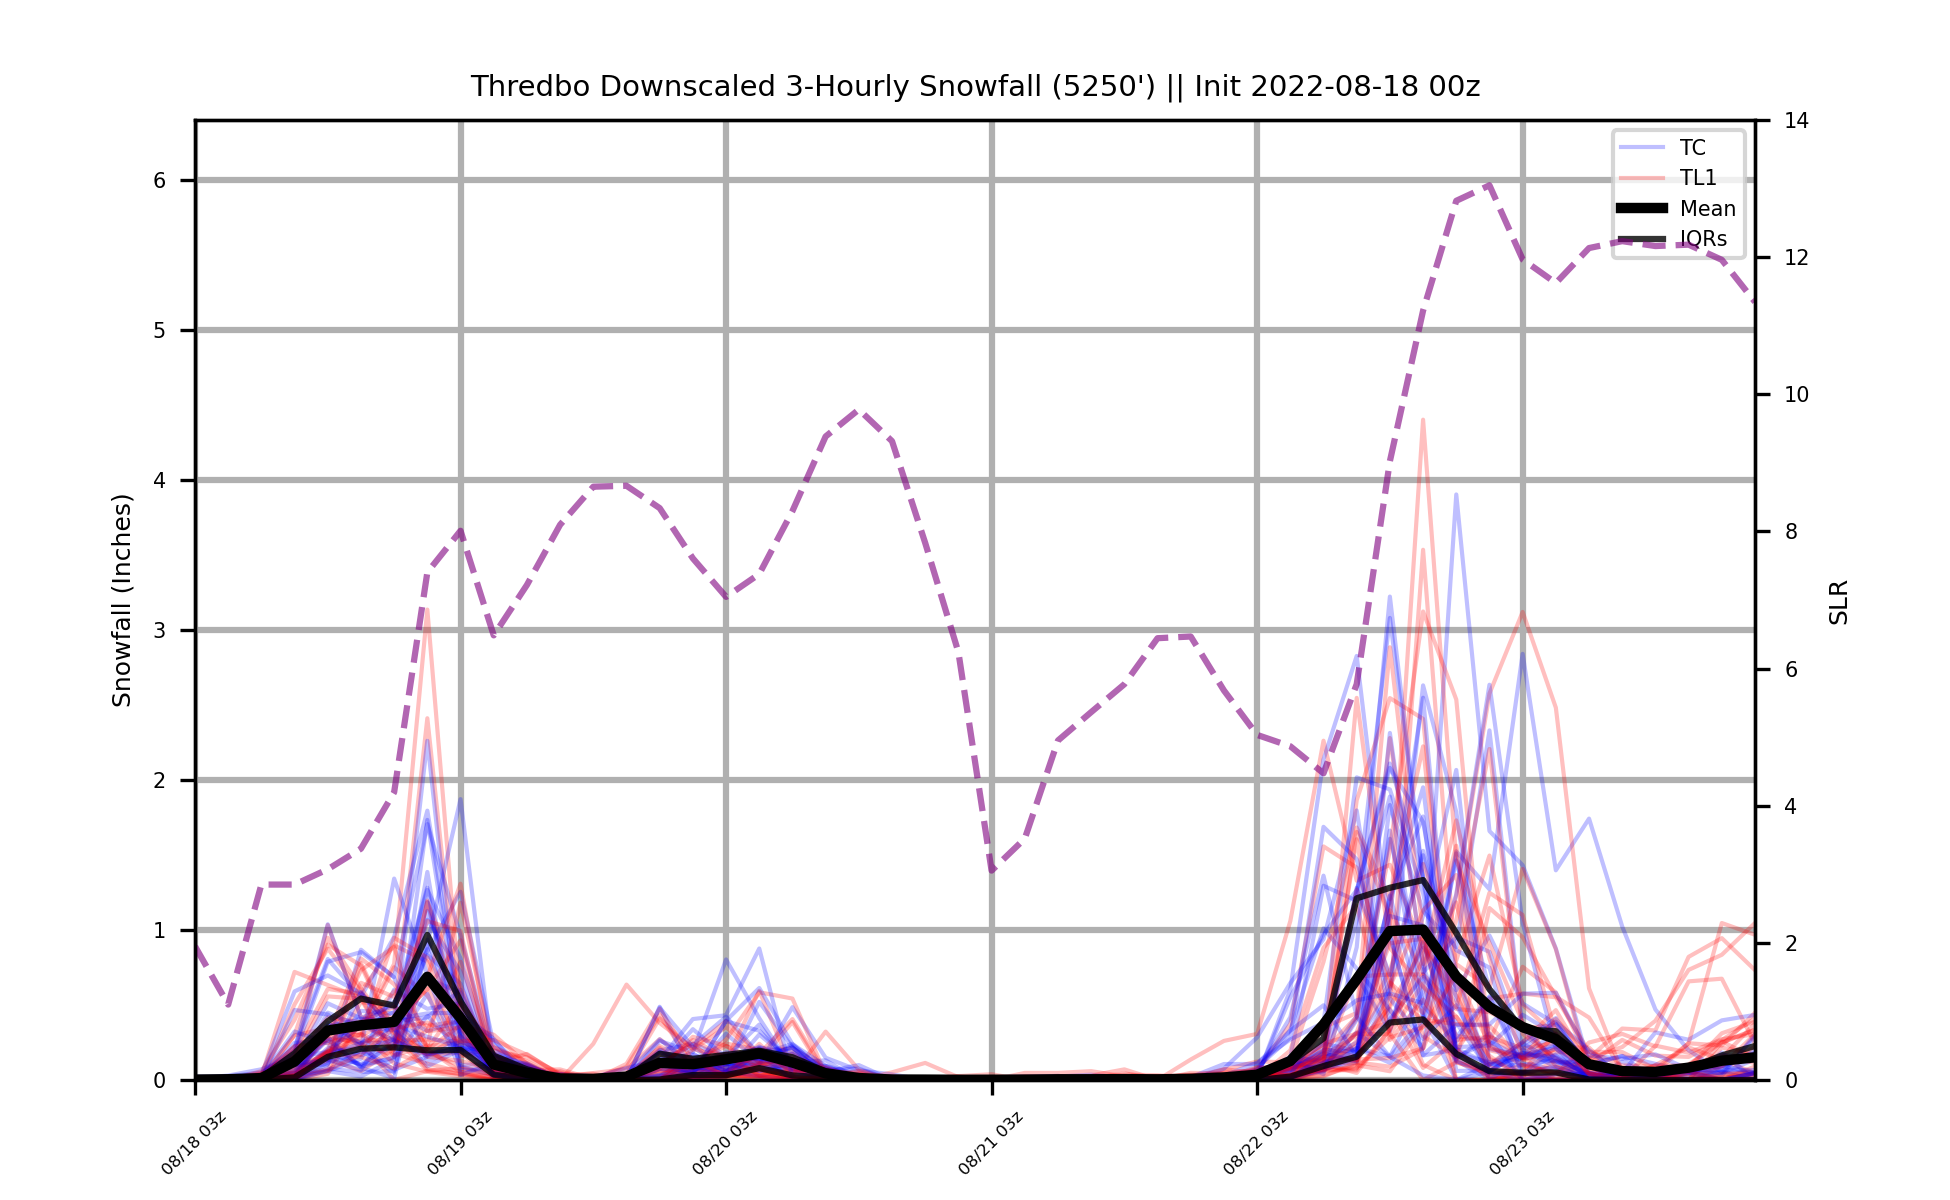 Thredbo Downscaled 3-Hourly Snowfall (5250') || Init 2022-08-18 00z
TC
TL1
Mean
IQRs
Snowfall (Inches)
6
5
4
3
2
1
0
SLR
14
12
10
8
6
4
2
0
08/18 03z
08/19 03z
08/20 03z
08/21 03z
08/22 03z
08/23 03z